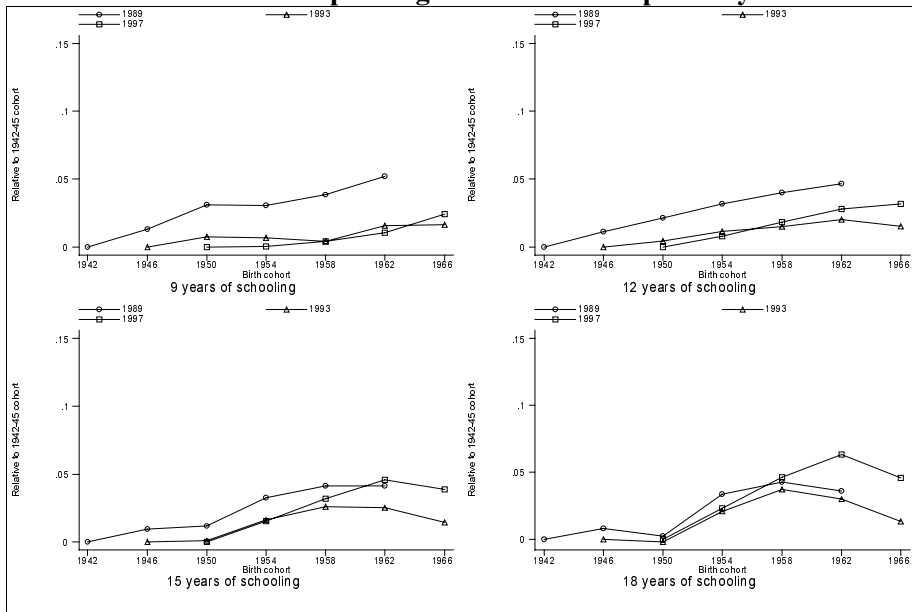 1989 1993
1997
.15
.1
.05
0
Relative to 1942-45 cohort
1942 1946 1950 1954 1958 1962 1966
Birth cohort
9 years of schooling
1989 1993
1997
.15
.1
.05
0
Relative to 1942-45 cohort
1942 1946 1950 1954 1958 1962 1966
Birth cohort
12 years of schooling
1989 1993
1997
.15
.1
.05
0
Relative to 1942-45 cohort
1942 1946 1950 1954 1958 1962 1966
Birth cohort
15 years of schooling
1989 1993
1997
.15
.1
.05
0
Relative to 1942-45 cohort
1942 1946 1950 1954 1958 1962 1966
Birth cohort
18 years of schooling